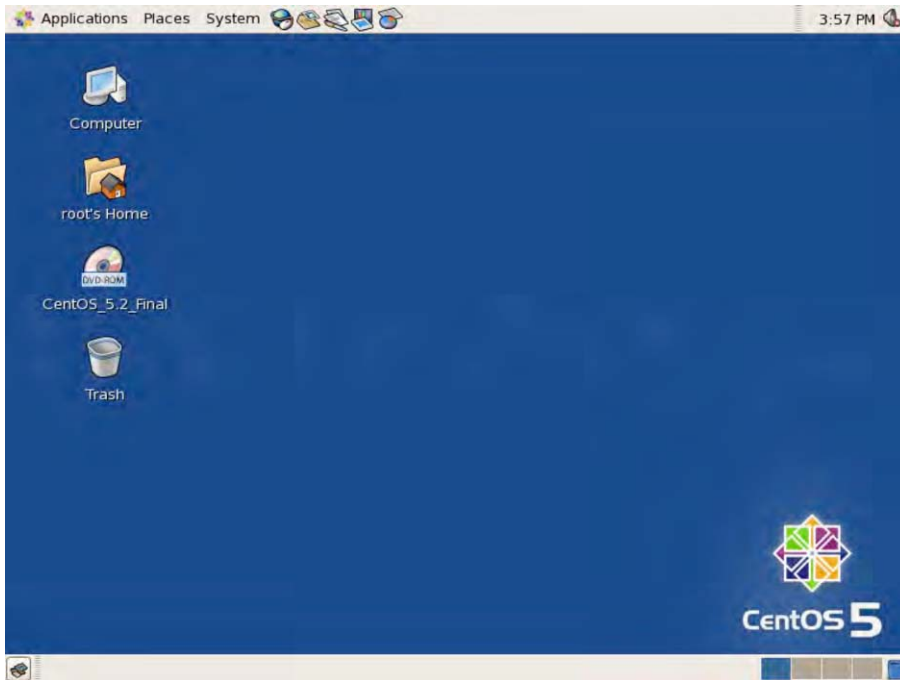 Applications Places System 3:57 PM
Computer
root's Home
DVD-ROM
CentOS_5.2_Final
Trash
CentOS 5